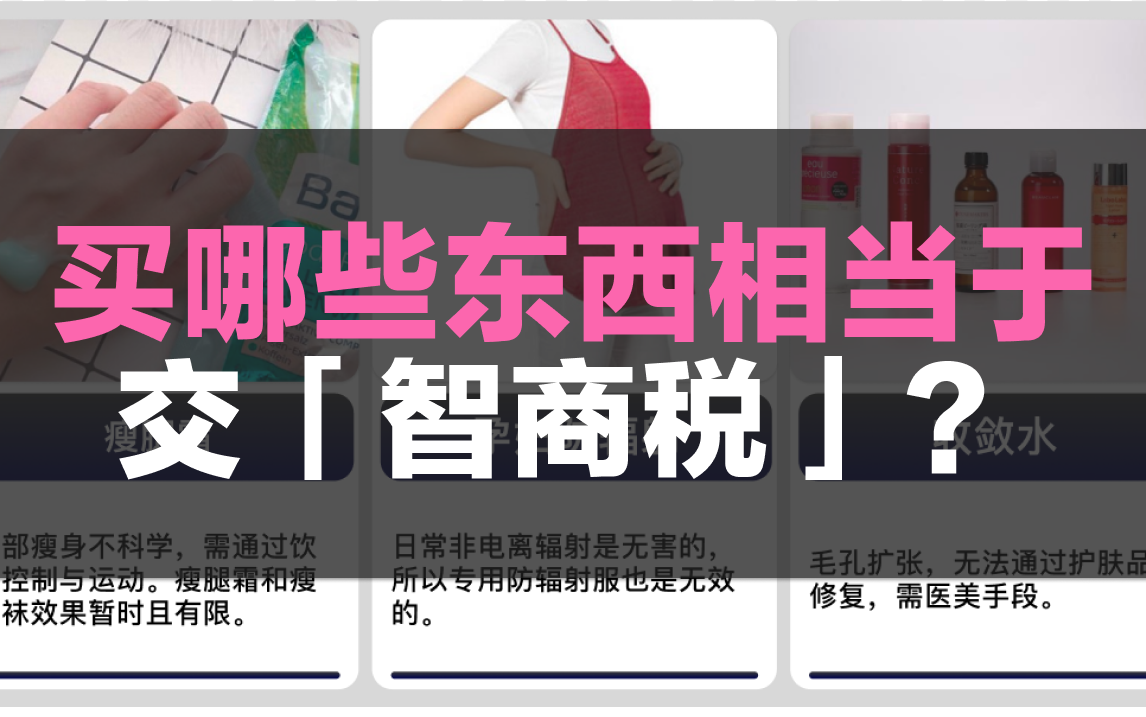 买哪些东西相当于
交「智商税」？
瘦腿霜
收敛水
部瘦身不科学，需通过饮
控制与运动。瘦腿霜和瘦
袜效果暂时且有限。
日常非电离辐射是无害的，
所以专用防辐射服也是无效
的。
毛孔扩张，无法通过护肤品
修复，需医美手段。